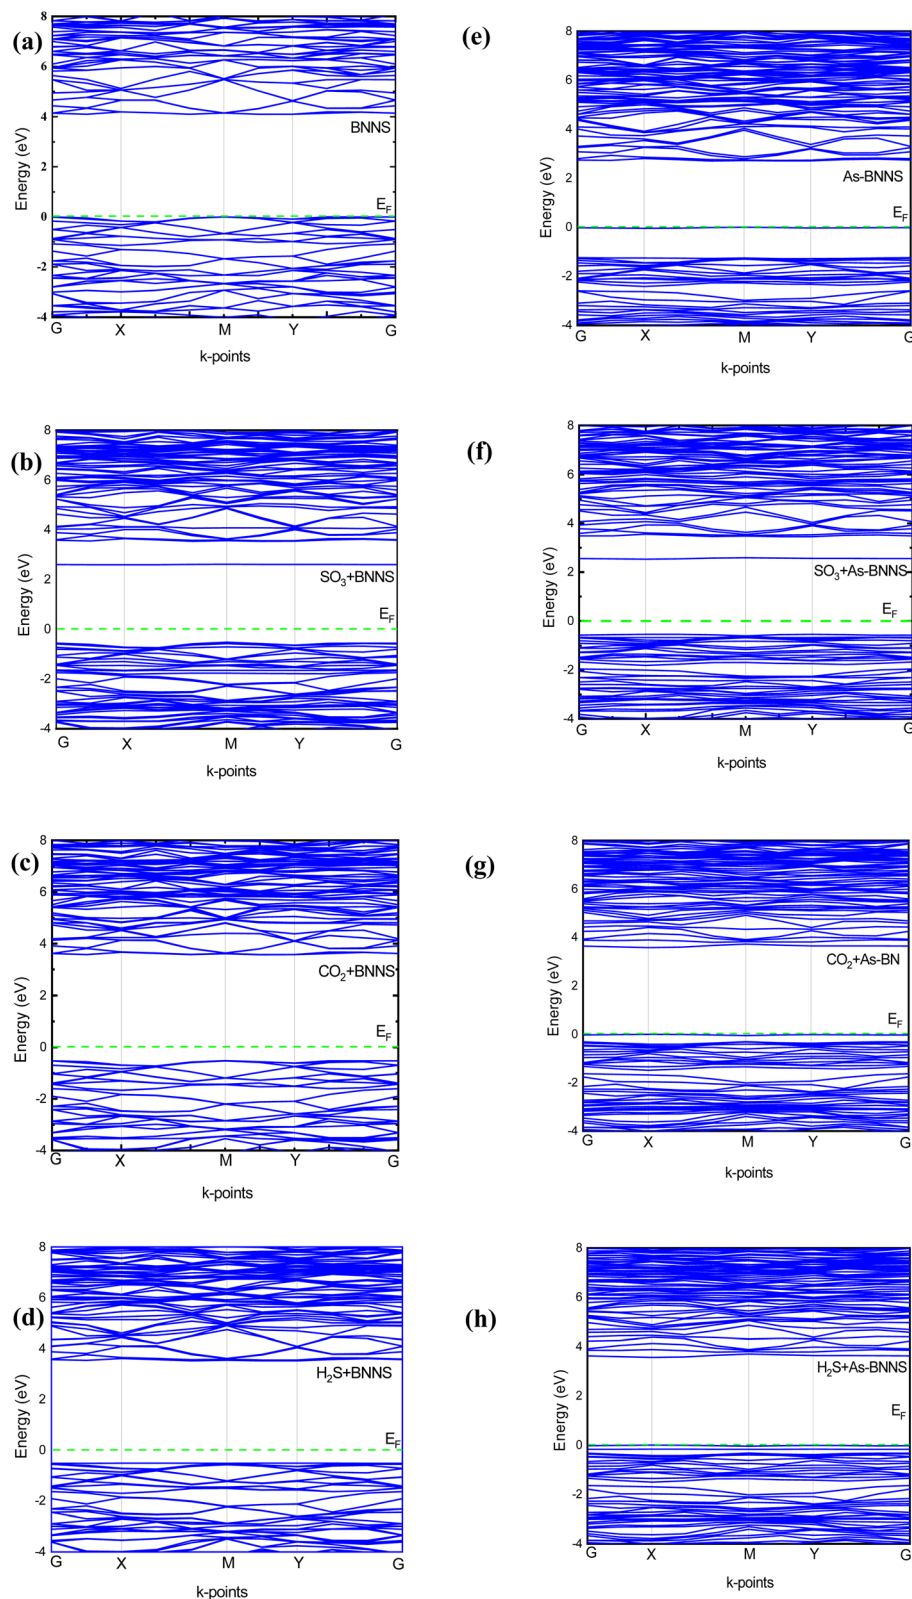 (a)
Energy (eV)
8
6
4
2
0
-2
-4
BNNS
E_F
G X M Y G
k-points
(e)
Energy (eV)
8
6
4
2
0
-2
-4
As-BNNS
E_F
G X M Y G
k-points
(b)
Energy (eV)
8
6
4
2
0
-2
-4
SO₃+BNNS
E_F
G X M Y G
k-points
(f)
Energy (eV)
8
6
4
2
0
-2
-4
SO₃+As-BNNS
E_F
G X M Y G
k-points
(c)
Energy (eV)
8
6
4
2
0
-2
-4
CO₂+BNNS
E_F
G X M Y G
k-points
(g)
Energy (eV)
8
6
4
2
0
-2
-4
CO₂+As-BN
E_F
G X M Y G
k-points
(d)
Energy (eV)
8
6
4
2
0
-2
-4
H₂S+BNNS
E_F
G X M Y G
k-points
(h)
Energy (eV)
8
6
4
2
0
-2
-4
H₂S+As-BNNS
E_F
G X M Y G
k-points